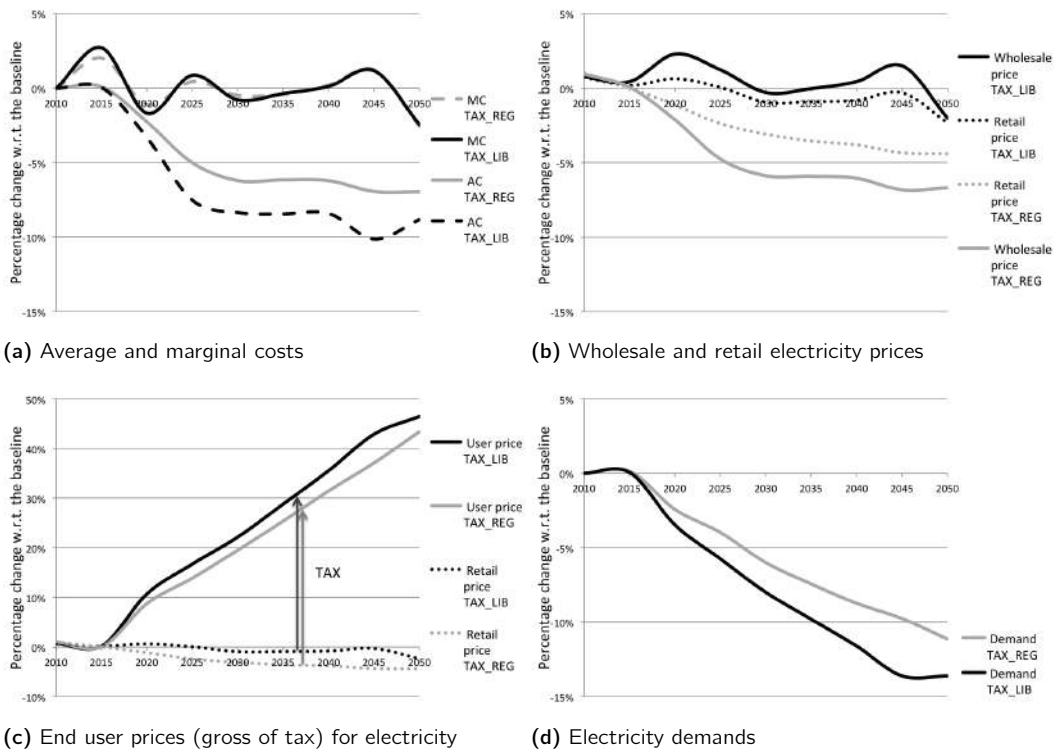 Percentage change w.r.t. the baseline
5%
0%
-5%
-10%
-15%
2010 2015 2020 2025 2030 2035 2040 2045 2050
MC
TAX_REG
MC
TAX_LIB
AC
TAX_REG
AC
TAX_LIB
(a) Average and marginal costs
Percentage change w.r.t. the baseline
5%
0%
-5%
-10%
-15%
2010 2015 2020 2025 2030 2035 2040 2045 2050
Wholesale
price
TAX_LIB
Retail
price
TAX_LIB
Retail
price
TAX_REG
Wholesale
price
TAX_REG
(b) Wholesale and retail electricity prices
Percentage change w.r.t. the baseline
50%
40%
30%
20%
10%
0%
-10%
2010 2015 2020 2025 2030 2035 2040 2045 2050
TAX
User price
TAX_LIB
User price
TAX_REG
Retail
price
TAX_LIB
Retail
price
TAX_REG
(c) End user prices (gross of tax) for electricity
Percentage change w.r.t. the baseline
5%
0%
-5%
-10%
-15%
2010 2015 2020 2025 2030 2035 2040 2045 2050
Demand
TAX_REG
Demand
TAX_LIB
(d) Electricity demands